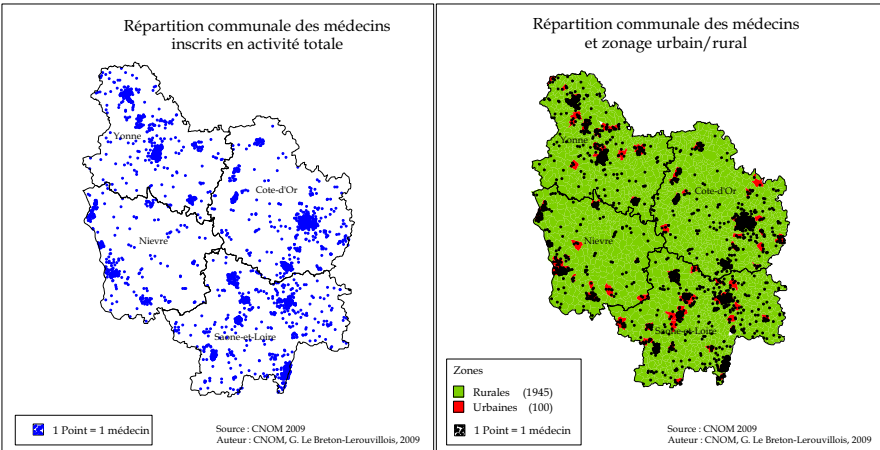 Répartition communale des médecins
inscrits en activité totale
Yonne
Cote-d'Or
Nievre
Saone-et-Loire
1 Point = 1 médecin
Source : CNOM 2009
Auteur : CNOM, G. Le Breton-Lerouvillois, 2009
Répartition communale des médecins
et zonage urbain/rural
Yonne
Cote-d'Or
Nievre
Saone-et-Loire
Zones
Rurales (1945)
Urbaines (100)
1 Point = 1 médecin
Source : CNOM 2009
Auteur : CNOM, G. Le Breton-Lerouvillois, 2009